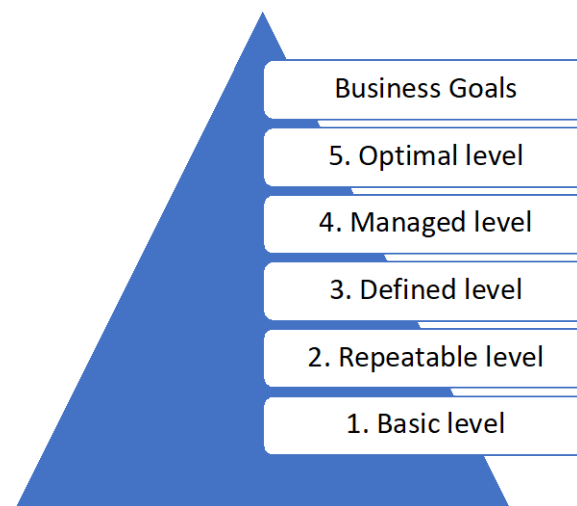 Business Goals
5. Optimal level
4. Managed level
3. Defined level
2. Repeatable level
1. Basic level